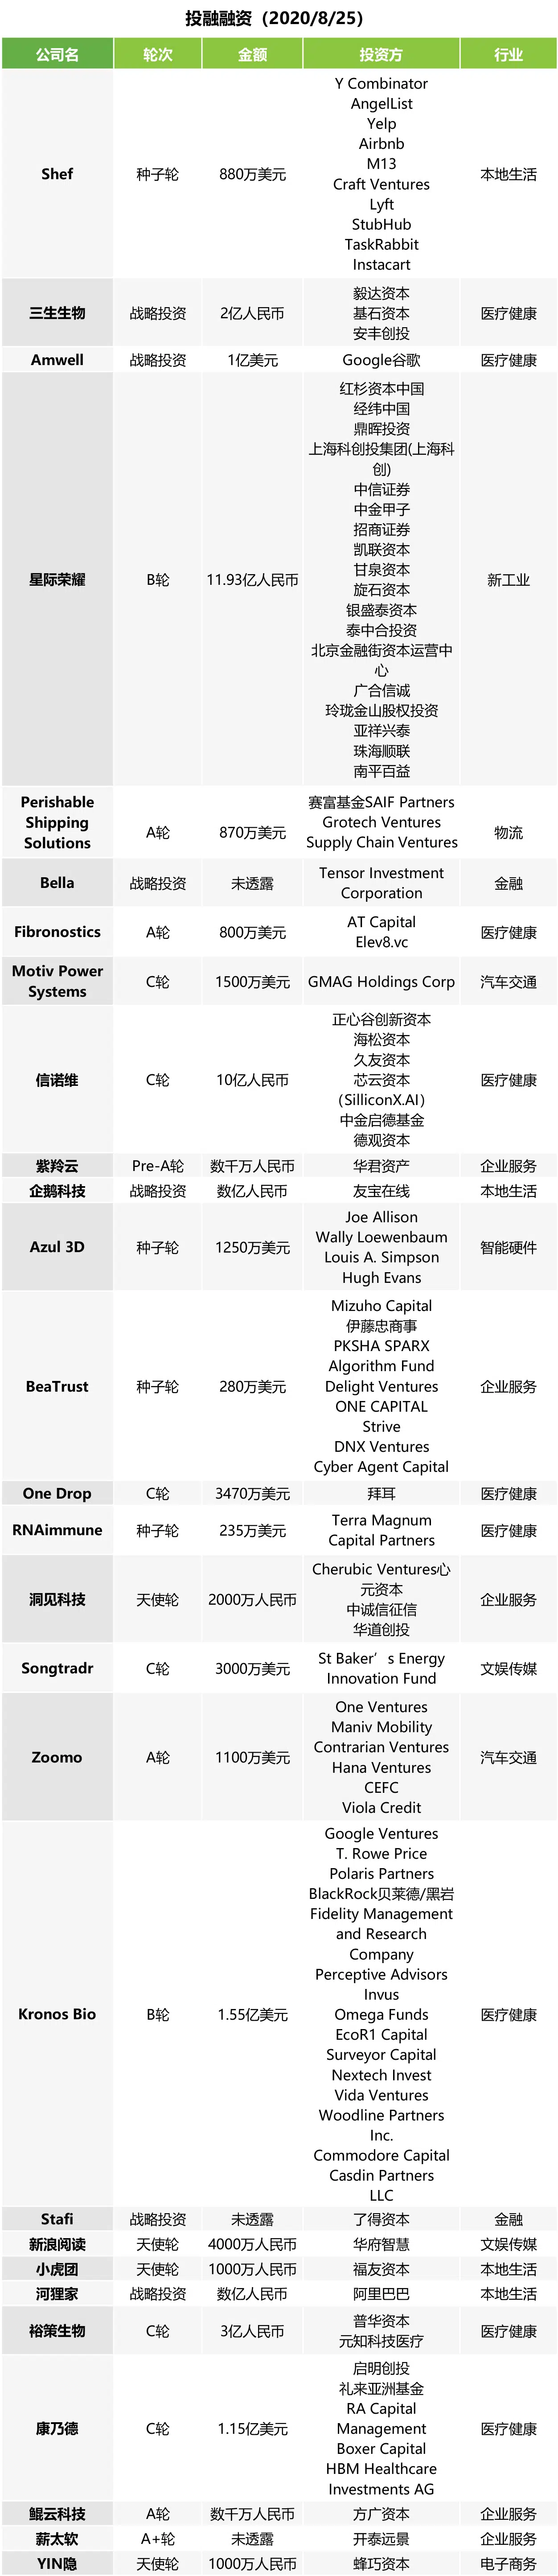 投融融资（2020/8/25）
公司名 轮次 金额 投资方 行业
Shef 种子轮 880万美元 Y Combinator 本地生活
AngelList
Yelp
Airbnb
M13
Craft Ventures
Lyft
StubHub
TaskRabbit
Instacart
三生生物 战略投资 2亿人民币 毅达资本 医疗健康
基石资本
安丰创投
Amwell 战略投资 1亿美元 Google谷歌 医疗健康
星际荣耀 B轮 11.93亿人民币 红杉资本中国 新工业
经纬中国
鼎晖投资
上海科创投集团(上海科
创)
中信证券
中金甲子
招商证券
凯联资本
甘泉资本
旋石资本
银盛泰资本
泰中合投资
北京金融街资本运营中
心
广合信诚
玲珑金山股权投资
亚祥兴泰
珠海顺联
南平百益
Perishable
Shipping
Solutions A轮 870万美元 赛富基金SAIF Partners 物流
Grotech Ventures
Supply Chain Ventures
Bella 战略投资 未透露 Tensor Investment 金融
Corporation
Fibronostics A轮 800万美元 AT Capital 医疗健康
Elev8.vc
Motiv Power
Systems C轮 1500万美元 GMAG Holdings Corp 汽车交通
信诺维 C轮 10亿人民币 正心谷创新资本 医疗健康
海松资本
久友资本
芯云资本
（SilliconX.AI）
中金启德基金
德观资本
紫羚云 Pre-A轮 数千万人民币 华君资产 企业服务
企鹅科技 战略投资 数亿人民币 友宝在线 本地生活
Azul 3D 种子轮 1250万美元 Joe Allison 智能硬件
Wally Loewenbaum
Louis A. Simpson
Hugh Evans
BeaTrust 种子轮 280万美元 Mizuho Capital 企业服务
伊藤忠商事
PKSHA SPARX
Algorithm Fund
Delight Ventures
ONE CAPITAL
Strive
DNX Ventures
Cyber Agent Capital
One Drop C轮 3470万美元 拜耳 医疗健康
RNAimmune 种子轮 235万美元 Terra Magnum 医疗健康
Capital Partners
洞见科技 天使轮 2000万人民币 Cherubic Ventures心 企业服务
元资本
中诚信征信
华道创投
Songtradr C轮 3000万美元 St Baker’s Energy 文娱传媒
Innovation Fund
Zoomo A轮 1100万美元 One Ventures 汽车交通
Maniv Mobility
Contrarian Ventures
Hana Ventures
CEFC
Viola Credit
Kronos Bio B轮 1.55亿美元 Google Ventures 医疗健康
T. Rowe Price
Polaris Partners
BlackRock贝莱德/黑岩
Fidelity Management
and Research
Company
Perceptive Advisors
Invus
Omega Funds
EcoR1 Capital
Surveyor Capital
Nextech Invest
Vida Ventures
Woodline Partners
Inc.
Commodore Capital
Casdin Partners
LLC
Stafi 战略投资 未透露 了得资本 金融
新浪阅读 天使轮 4000万人民币 华府智慧 文娱传媒
小虎团 天使轮 1000万人民币 福友资本 本地生活
河狸家 战略投资 数亿人民币 阿里巴巴 本地生活
裕策生物 C轮 3亿人民币 普华资本 医疗健康
元知科技医疗
康乃德 C轮 1.15亿美元 启明创投 医疗健康
礼来亚洲基金
RA Capital
Management
Boxer Capital
HBM Healthcare
Investments AG
鲲云科技 A轮 数千万人民币 方广资本 企业服务
薪太软 A+轮 未透露 开泰远景 企业服务
YIN隐 天使轮 1000万人民币 蜂巧资本 电子商务